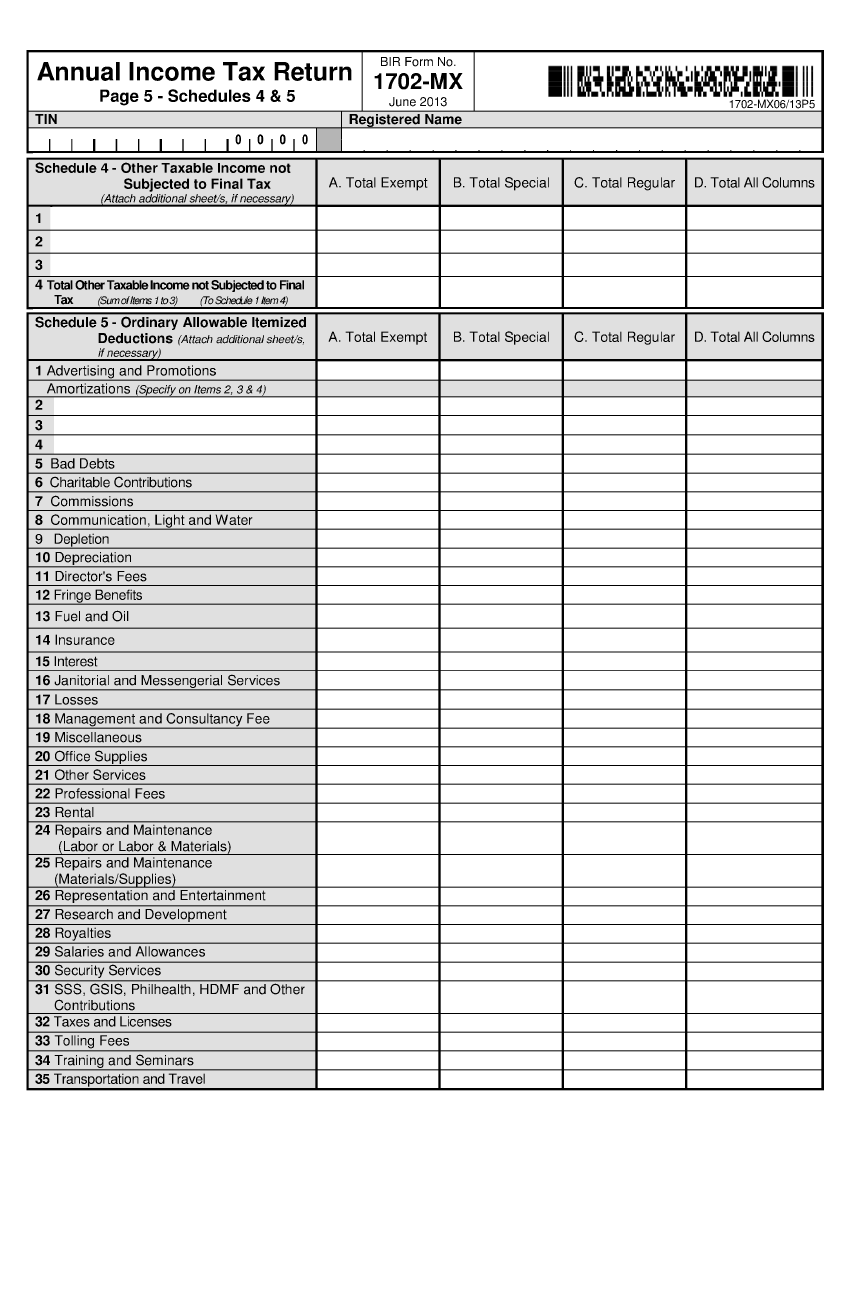 Annual Income Tax Return
Page 5 - Schedules 4 & 5
BIR Form No.
1702-MX
June 2013
1702-MX06/13P5
TIN
Registered Name
0 0 0 0
Schedule 4 - Other Taxable Income not
Subjected to Final Tax
(Attach additional sheet/s, if necessary)
A. Total Exempt
B. Total Special
C. Total Regular
D. Total All Columns
1
2
3
4 Total Other Taxable Income not Subjected to Final
Tax (Sum of Items 1 to 3) (To Schedule 1 Item 4)
Schedule 5 - Ordinary Allowable Itemized
Deductions (Attach additional sheet/s,
if necessary)
A. Total Exempt
B. Total Special
C. Total Regular
D. Total All Columns
1 Advertising and Promotions
Amortizations (Specify on Items 2, 3 & 4)
2
3
4
5 Bad Debts
6 Charitable Contributions
7 Commissions
8 Communication, Light and Water
9 Depletion
10 Depreciation
11 Director's Fees
12 Fringe Benefits
13 Fuel and Oil
14 Insurance
15 Interest
16 Janitorial and Messengerial Services
17 Losses
18 Management and Consultancy Fee
19 Miscellaneous
20 Office Supplies
21 Other Services
22 Professional Fees
23 Rental
24 Repairs and Maintenance
(Labor or Labor & Materials)
25 Repairs and Maintenance
(Materials/Supplies)
26 Representation and Entertainment
27 Research and Development
28 Royalties
29 Salaries and Allowances
30 Security Services
31 SSS, GSIS, Philhealth, HDMF and Other
Contributions
32 Taxes and Licenses
33 Tolling Fees
34 Training and Seminars
35 Transportation and Travel